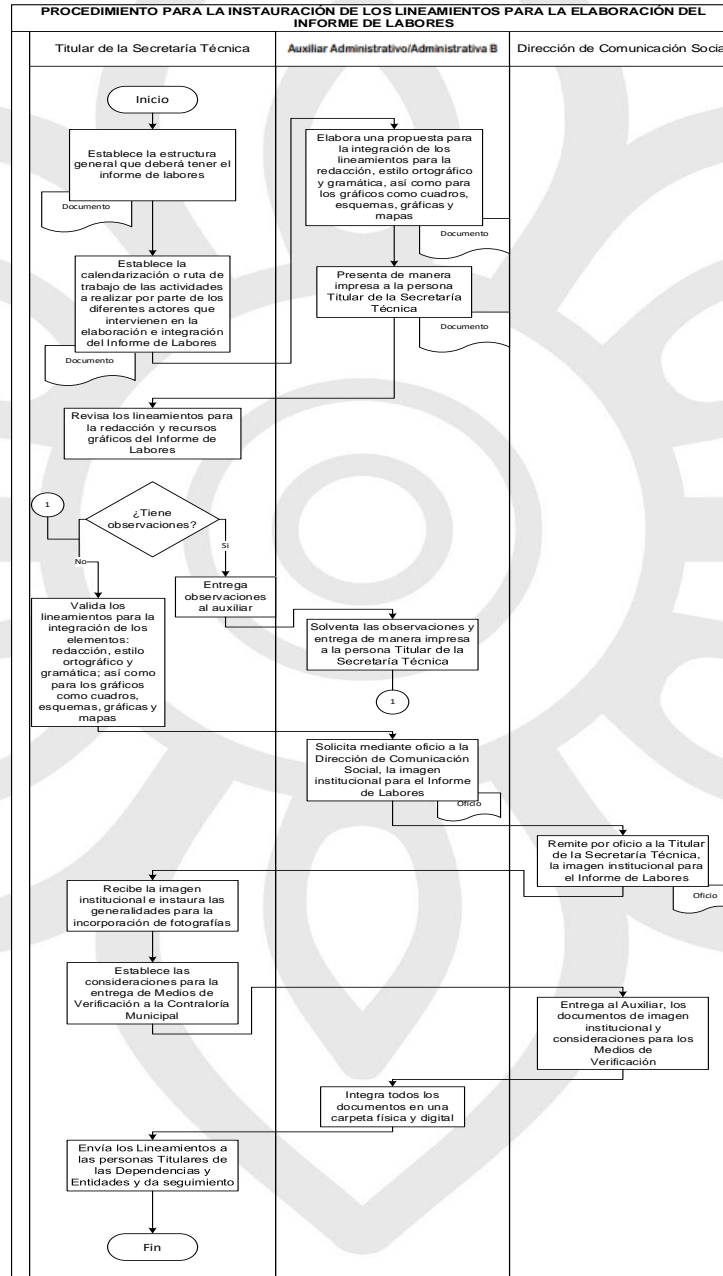 PROCEDIMIENTO PARA LA INSTAURACIÓN DE LOS LINEAMIENTOS PARA LA ELABORACIÓN DEL
INFORME DE LABORES
Titular de la Secretaría Técnica
Auxiliar Administrativo/Administrativa B
Dirección de Comunicación Social
Inicio
Establece la estructura
general que deberá tener el
informe de labores
Documento
Establece la
calendarización o ruta de
trabajo de las actividades
a realizar por parte de los
diferentes actores que
intervienen en la
elaboración e integración
del Informe de Labores
Documento
Elabora una propuesta para
la integración de los
lineamientos para la
redacción, estilo ortográfico
y gramática, así como para
los gráficos como cuadros,
esquemas, gráficas y
mapas
Documento
Presenta de manera
impresa a la persona
Titular de la Secretaría
Técnica
Documento
Revisa los lineamientos para
la redacción y recursos
gráficos del Informe de
Labores
1
¿Tiene
observaciones?
Si
No
Entrega
observaciones
al auxiliar
Valida los
lineamientos para la
integración de los
elementos:
redacción, estilo
ortográfico y
gramática; así como
para los gráficos
como cuadros,
esquemas, gráficas y
mapas
Solventa las observaciones y
entrega de manera impresa
a la persona Titular de la
Secretaría Técnica
1
Solicita mediante oficio a la
Dirección de Comunicación
Social, la imagen
institucional para el Informe
de Labores
Oficio
Remite por oficio a la Titular
de la Secretaría Técnica,
la imagen institucional para
el Informe de Labores
Oficio
Recibe la imagen
institucional e instaura las
generalidades para la
incorporación de fotografías
Establece las
consideraciones para la
entrega de Medios de
Verificación a la Contraloría
Municipal
Entrega al Auxiliar, los
documentos de imagen
institucional y
consideraciones para los
Medios de
Verificación
Integra todos los
documentos en una
carpeta física y digital
Envía los Lineamientos a
las personas Titulares de
las Dependencias y
Entidades y da seguimiento
Fin